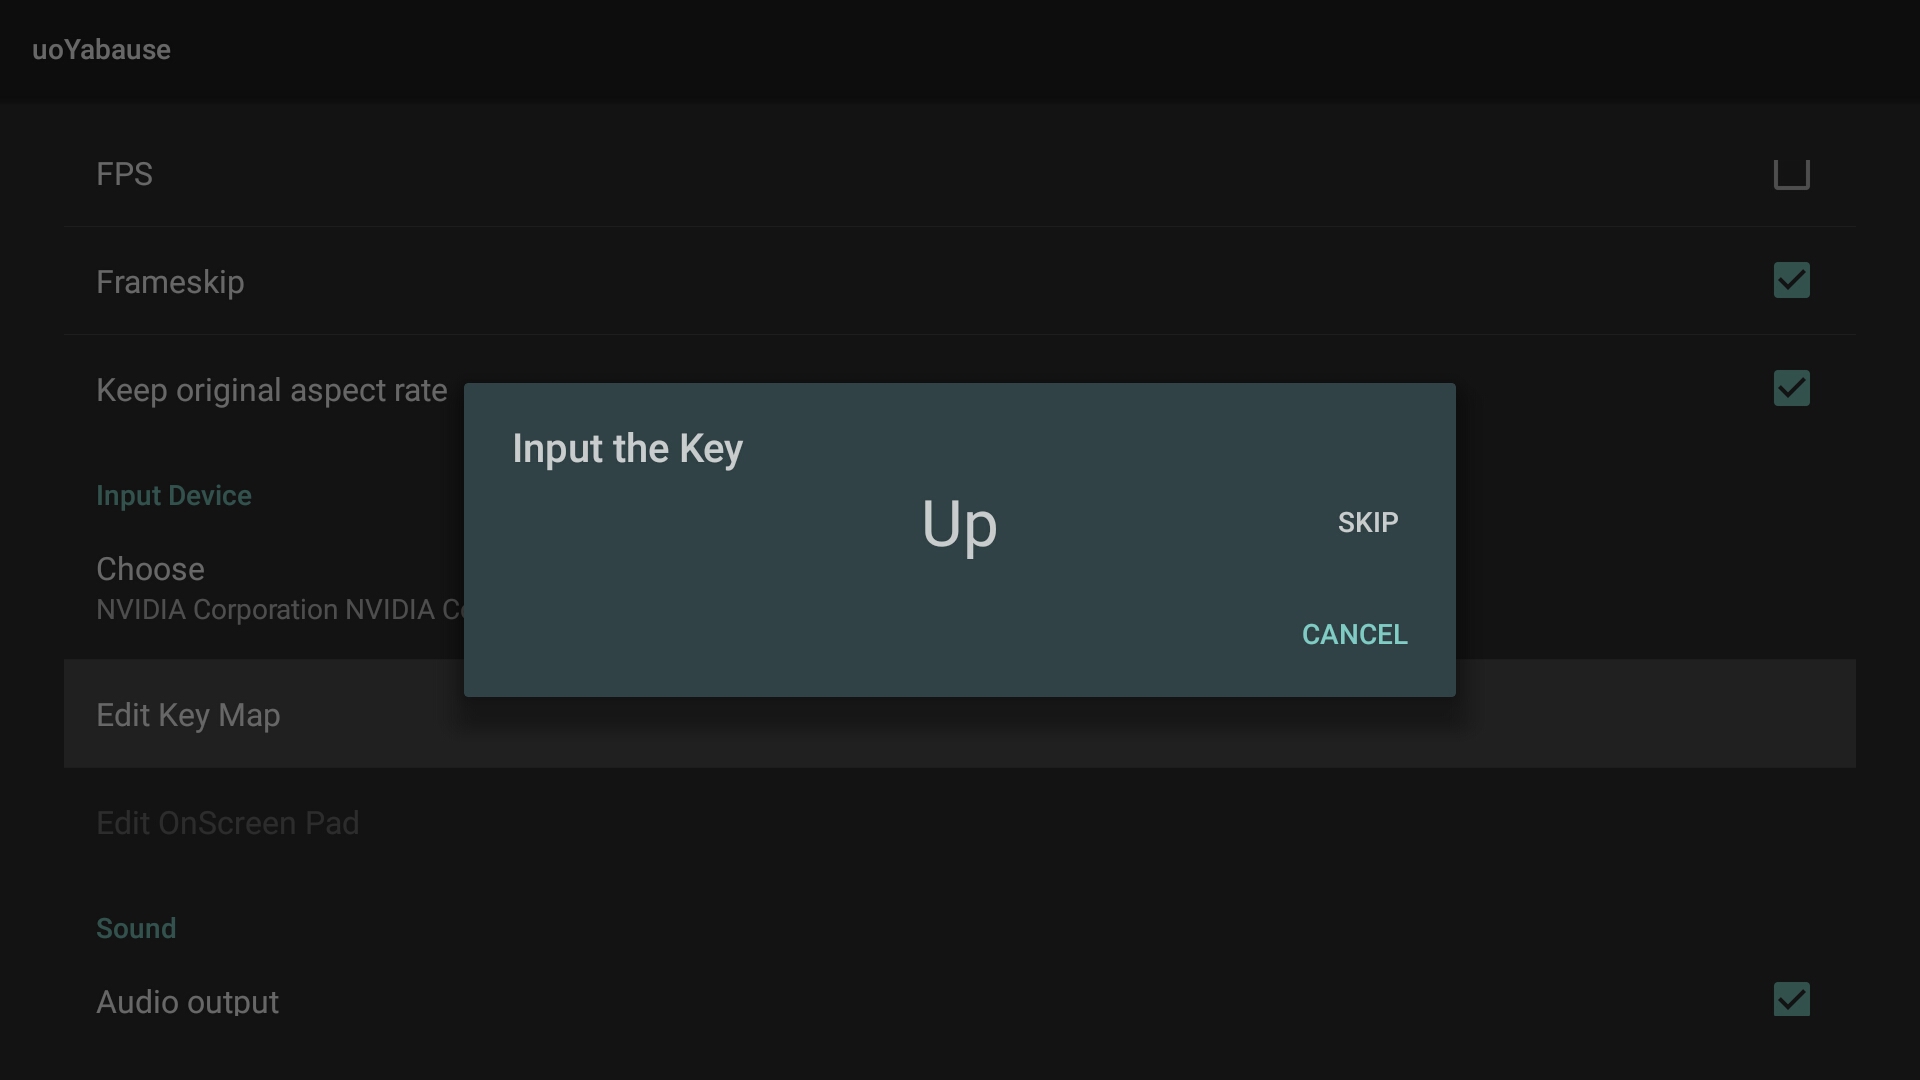 uoYabause
FPS
Frameskip
Keep original aspect rate
Input the Key
Up
SKIP
CANCEL
Input Device
Choose
NVIDIA Corporation NVIDIA
Edit Key Map
Edit OnScreen Pad
Sound
Audio output